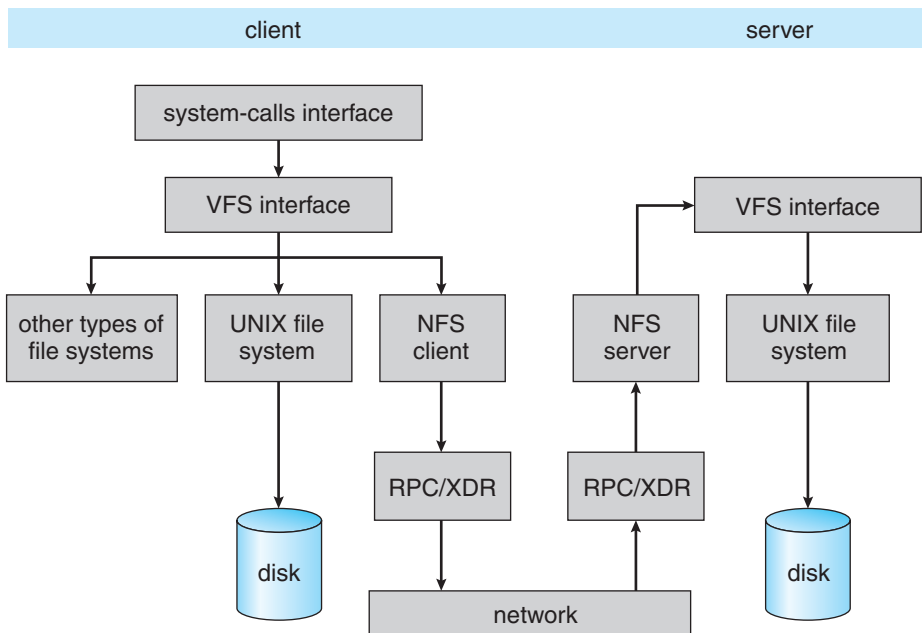 client
server
system-calls interface
VFS interface
VFS interface
other types of
file systems
UNIX file
system
NFS
client
NFS
server
UNIX file
system
RPC/XDR
RPC/XDR
disk
disk
network